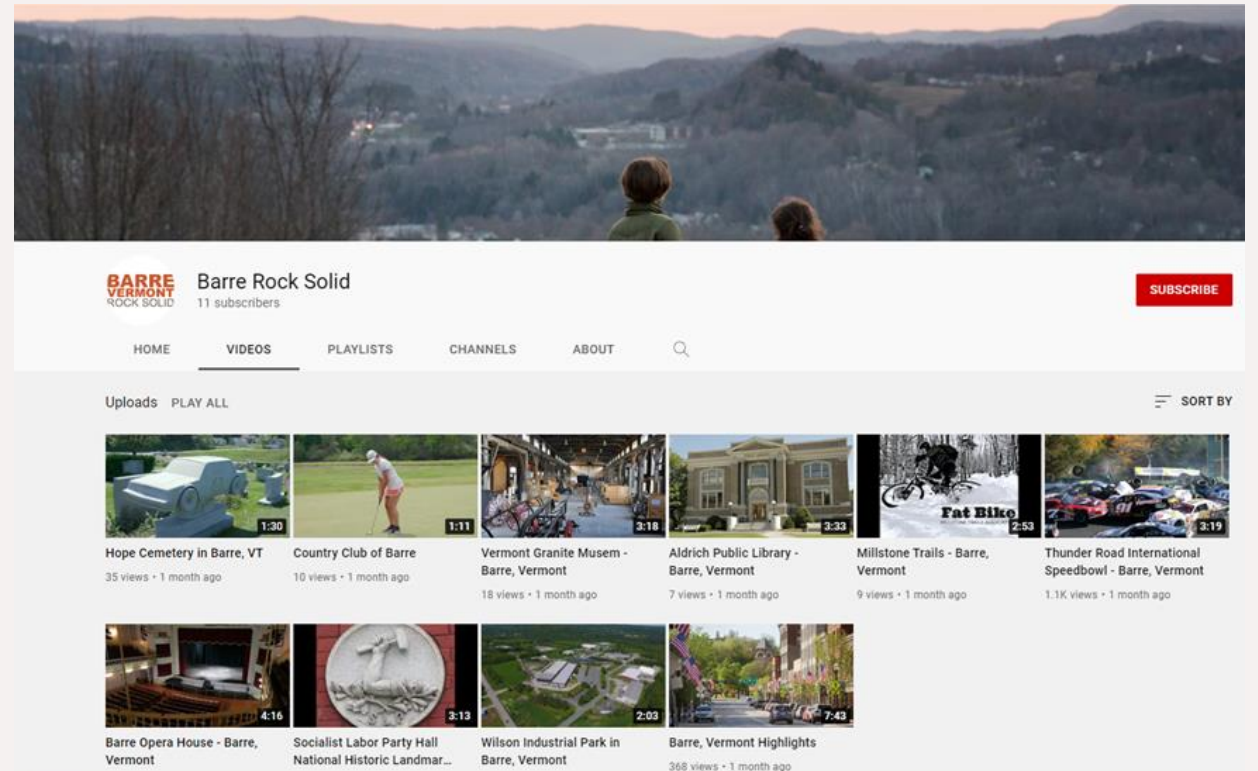 BARRE
VERMONT
ROCK SOLID
Barre Rock Solid
11 subscribers
SUBSCRIBE
HOME VIDEOS PLAYLISTS CHANNELS ABOUT
Uploads PLAY ALL
SORT BY
1:30
1:11
3:18
3:33
Fat Bike
2:53
91
3:19
Hope Cemetery in Barre, VT
35 views • 1 month ago
Country Club of Barre
10 views • 1 month ago
Vermont Granite Musem -
Barre, Vermont
18 views • 1 month ago
Aldrich Public Library -
Barre, Vermont
7 views • 1 month ago
Millstone Trails - Barre,
Vermont
9 views • 1 month ago
Thunder Road International
Speedbowl - Barre, Vermont
1.1K views • 1 month ago
4:16
3:13
2:03
7:43
Barre Opera House - Barre,
Vermont
Socialist Labor Party Hall
National Historic Landmar...
Wilson Industrial Park in
Barre, Vermont
Barre, Vermont Highlights
368 views • 1 month ago